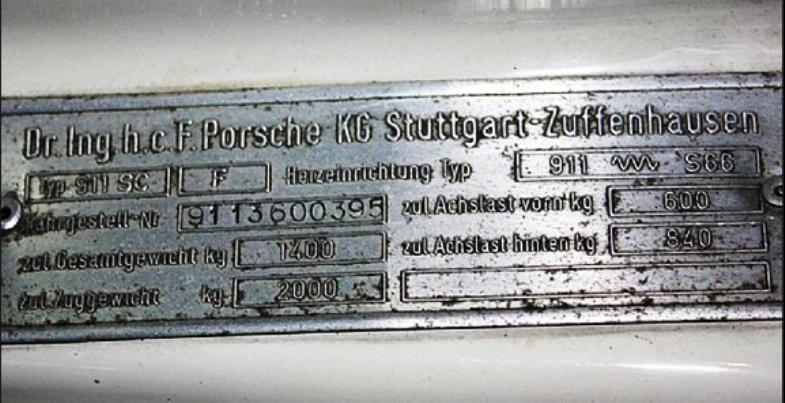 Dr. Ing. h.c. F. Porsche KG Stuttgart-Zuffenhausen
Typ 911 SC F Heizeinrichtung Typ 911 S66
Fahrgestell-Nr 9113600395 zul. Achslast vorn kg 600
zul. Gesamtgewicht kg 1400 zul. Achslast hinten kg 840
zul. Zuggewicht kg 2000